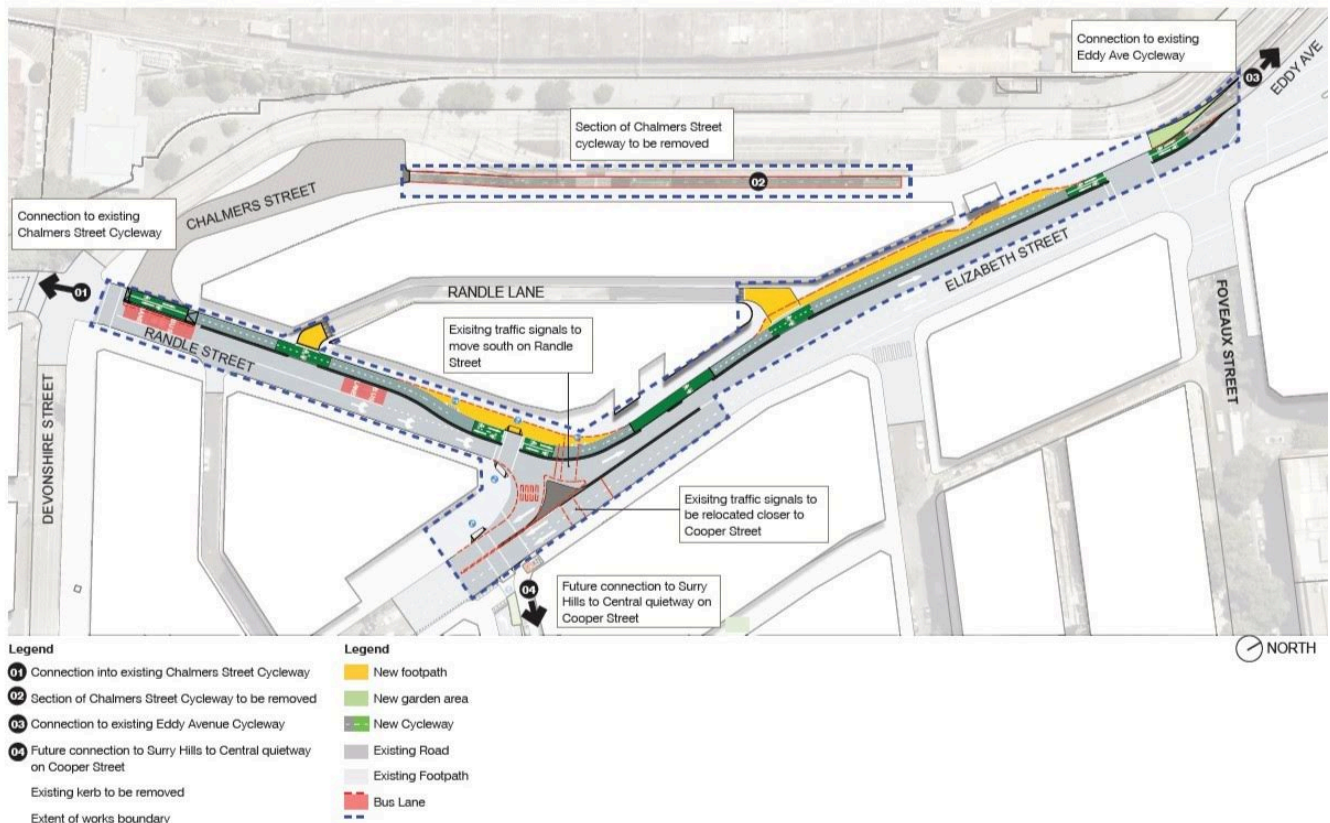 Connection to existing
Eddy Ave Cycleway
03
EDDY AVE
Section of Chalmers Street
cycleway to be removed
02
CHALMERS STREET
Connection to existing
Chalmers Street Cycleway
01
RANDLE LANE
ELIZABETH STREET
FOVEAUX STREET
RANDLE STREET
Exisitng traffic signals to
move south on Randle
Street
DEVONSHIRE STREET
Exisitng traffic signals to
be relocated closer to
Cooper Street
04
Future connection to Surry
Hills to Central quietway on
Cooper Street
NORTH
Legend
01 Connection into existing Chalmers Street Cycleway
02 Section of Chalmers Street Cycleway to be removed
03 Connection to existing Eddy Avenue Cycleway
04 Future connection to Surry Hills to Central quietway
on Cooper Street
Existing kerb to be removed
Extent of works boundary
Legend
New footpath
New garden area
New Cycleway
Existing Road
Existing Footpath
Bus Lane